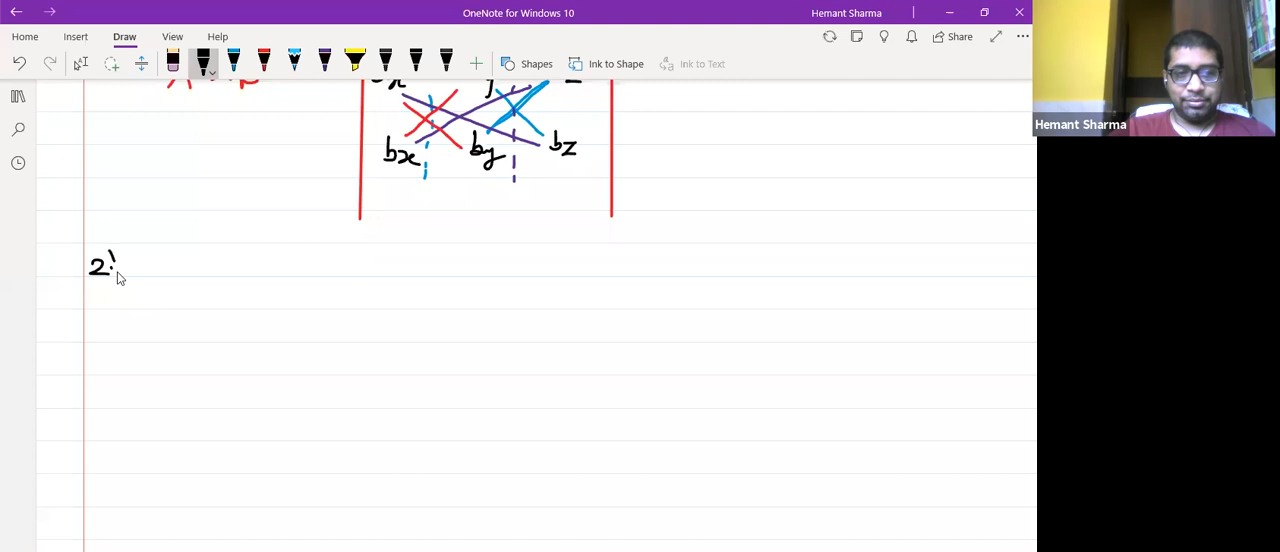 OneNote for Windows 10
Hemant Sharma
Home Insert Draw View Help
Share
Shapes Ink to Shape Ink to Text
Hemant Sharma
bx by bz
2î